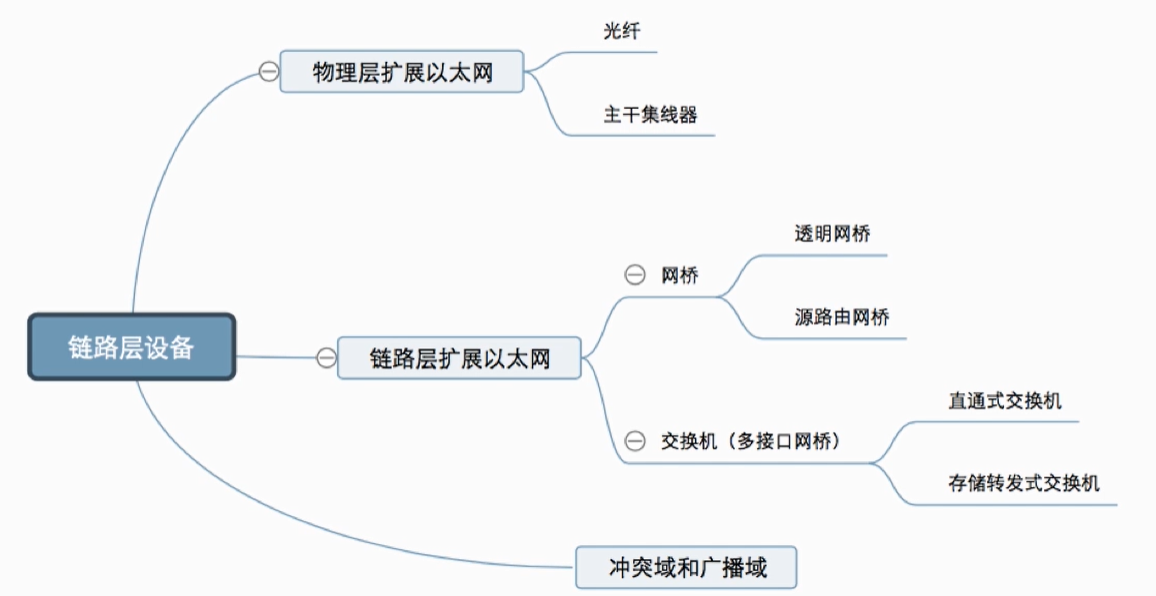 光纤
物理层扩展以太网
主干集线器
透明网桥
网桥
源路由网桥
链路层设备
链路层扩展以太网
直通式交换机
交换机（多接口网桥）
存储转发式交换机
冲突域和广播域